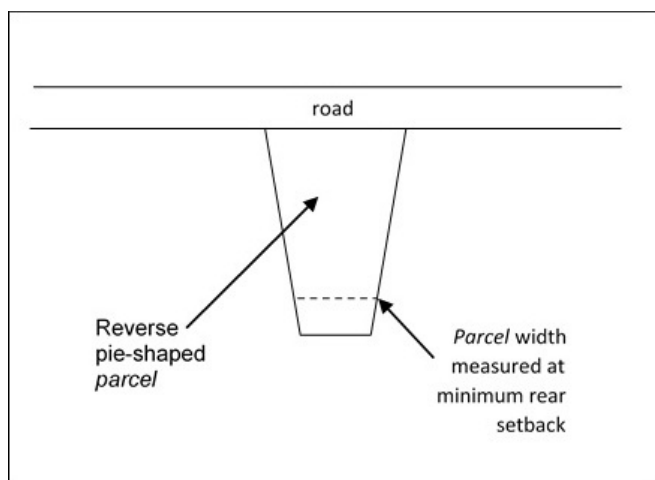 road
Reverse
pie-shaped
parcel
Parcel width
measured at
minimum rear
setback